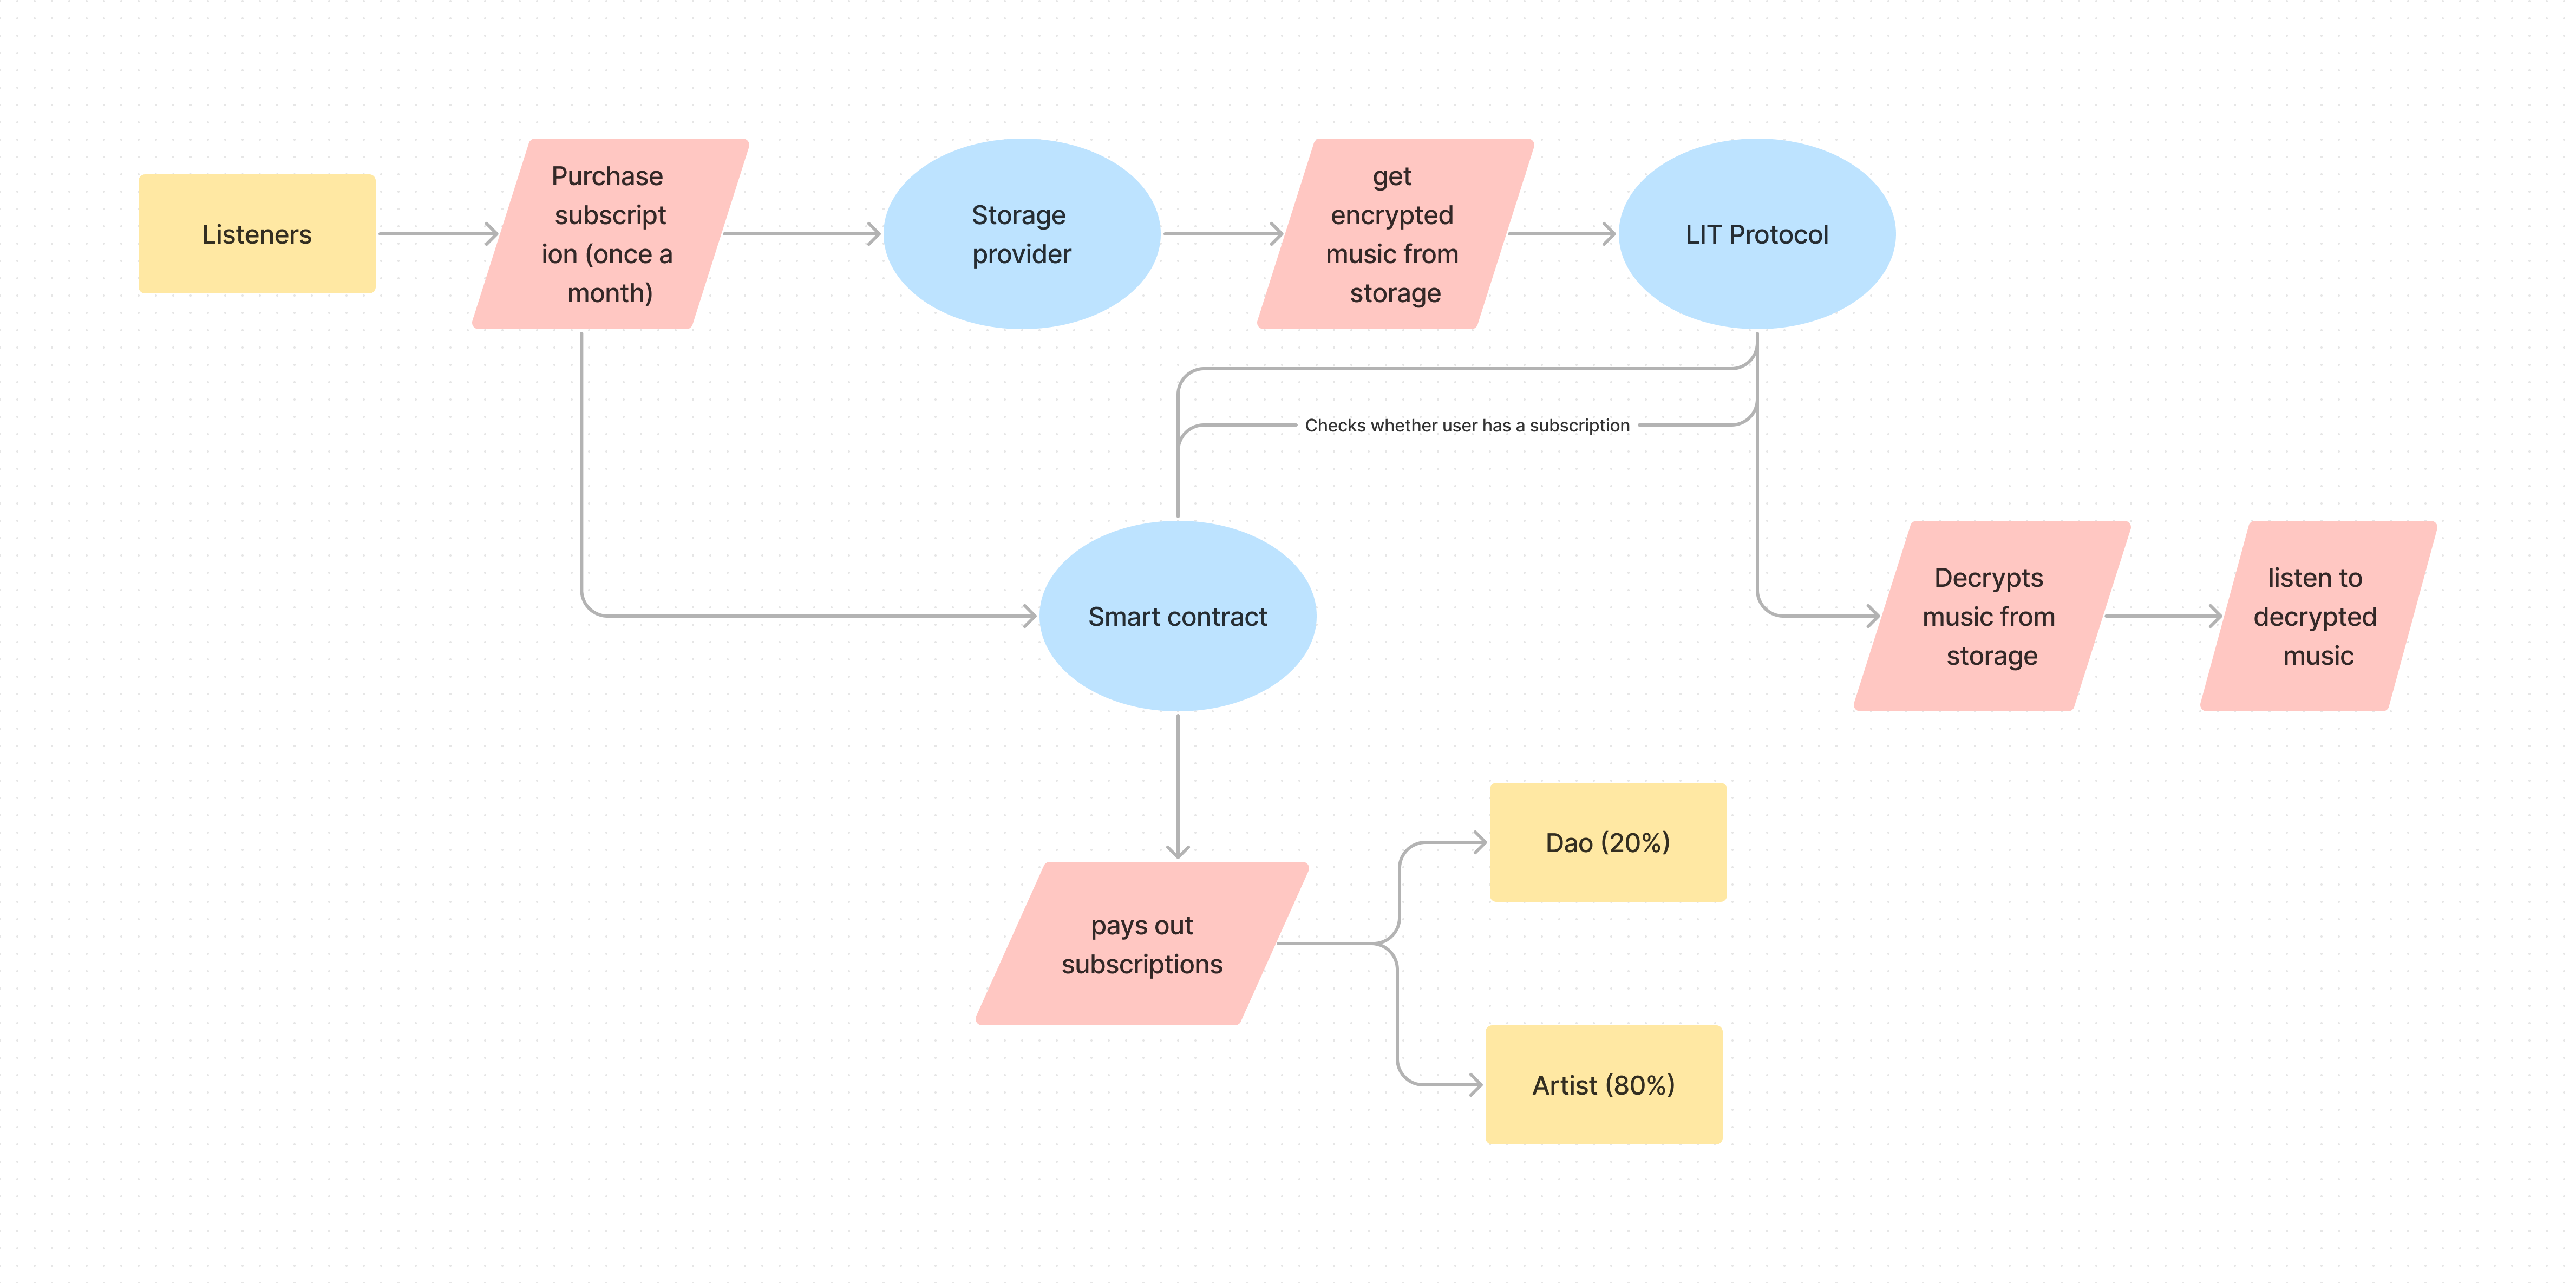 Listeners
Purchase
subscript
ion (once a
month)
Storage
provider
get
encrypted
music from
storage
LIT Protocol
Checks whether user has a subscription
Smart contract
Decrypts
music from
storage
listen to
decrypted
music
pays out
subscriptions
Dao (20%)
Artist (80%)